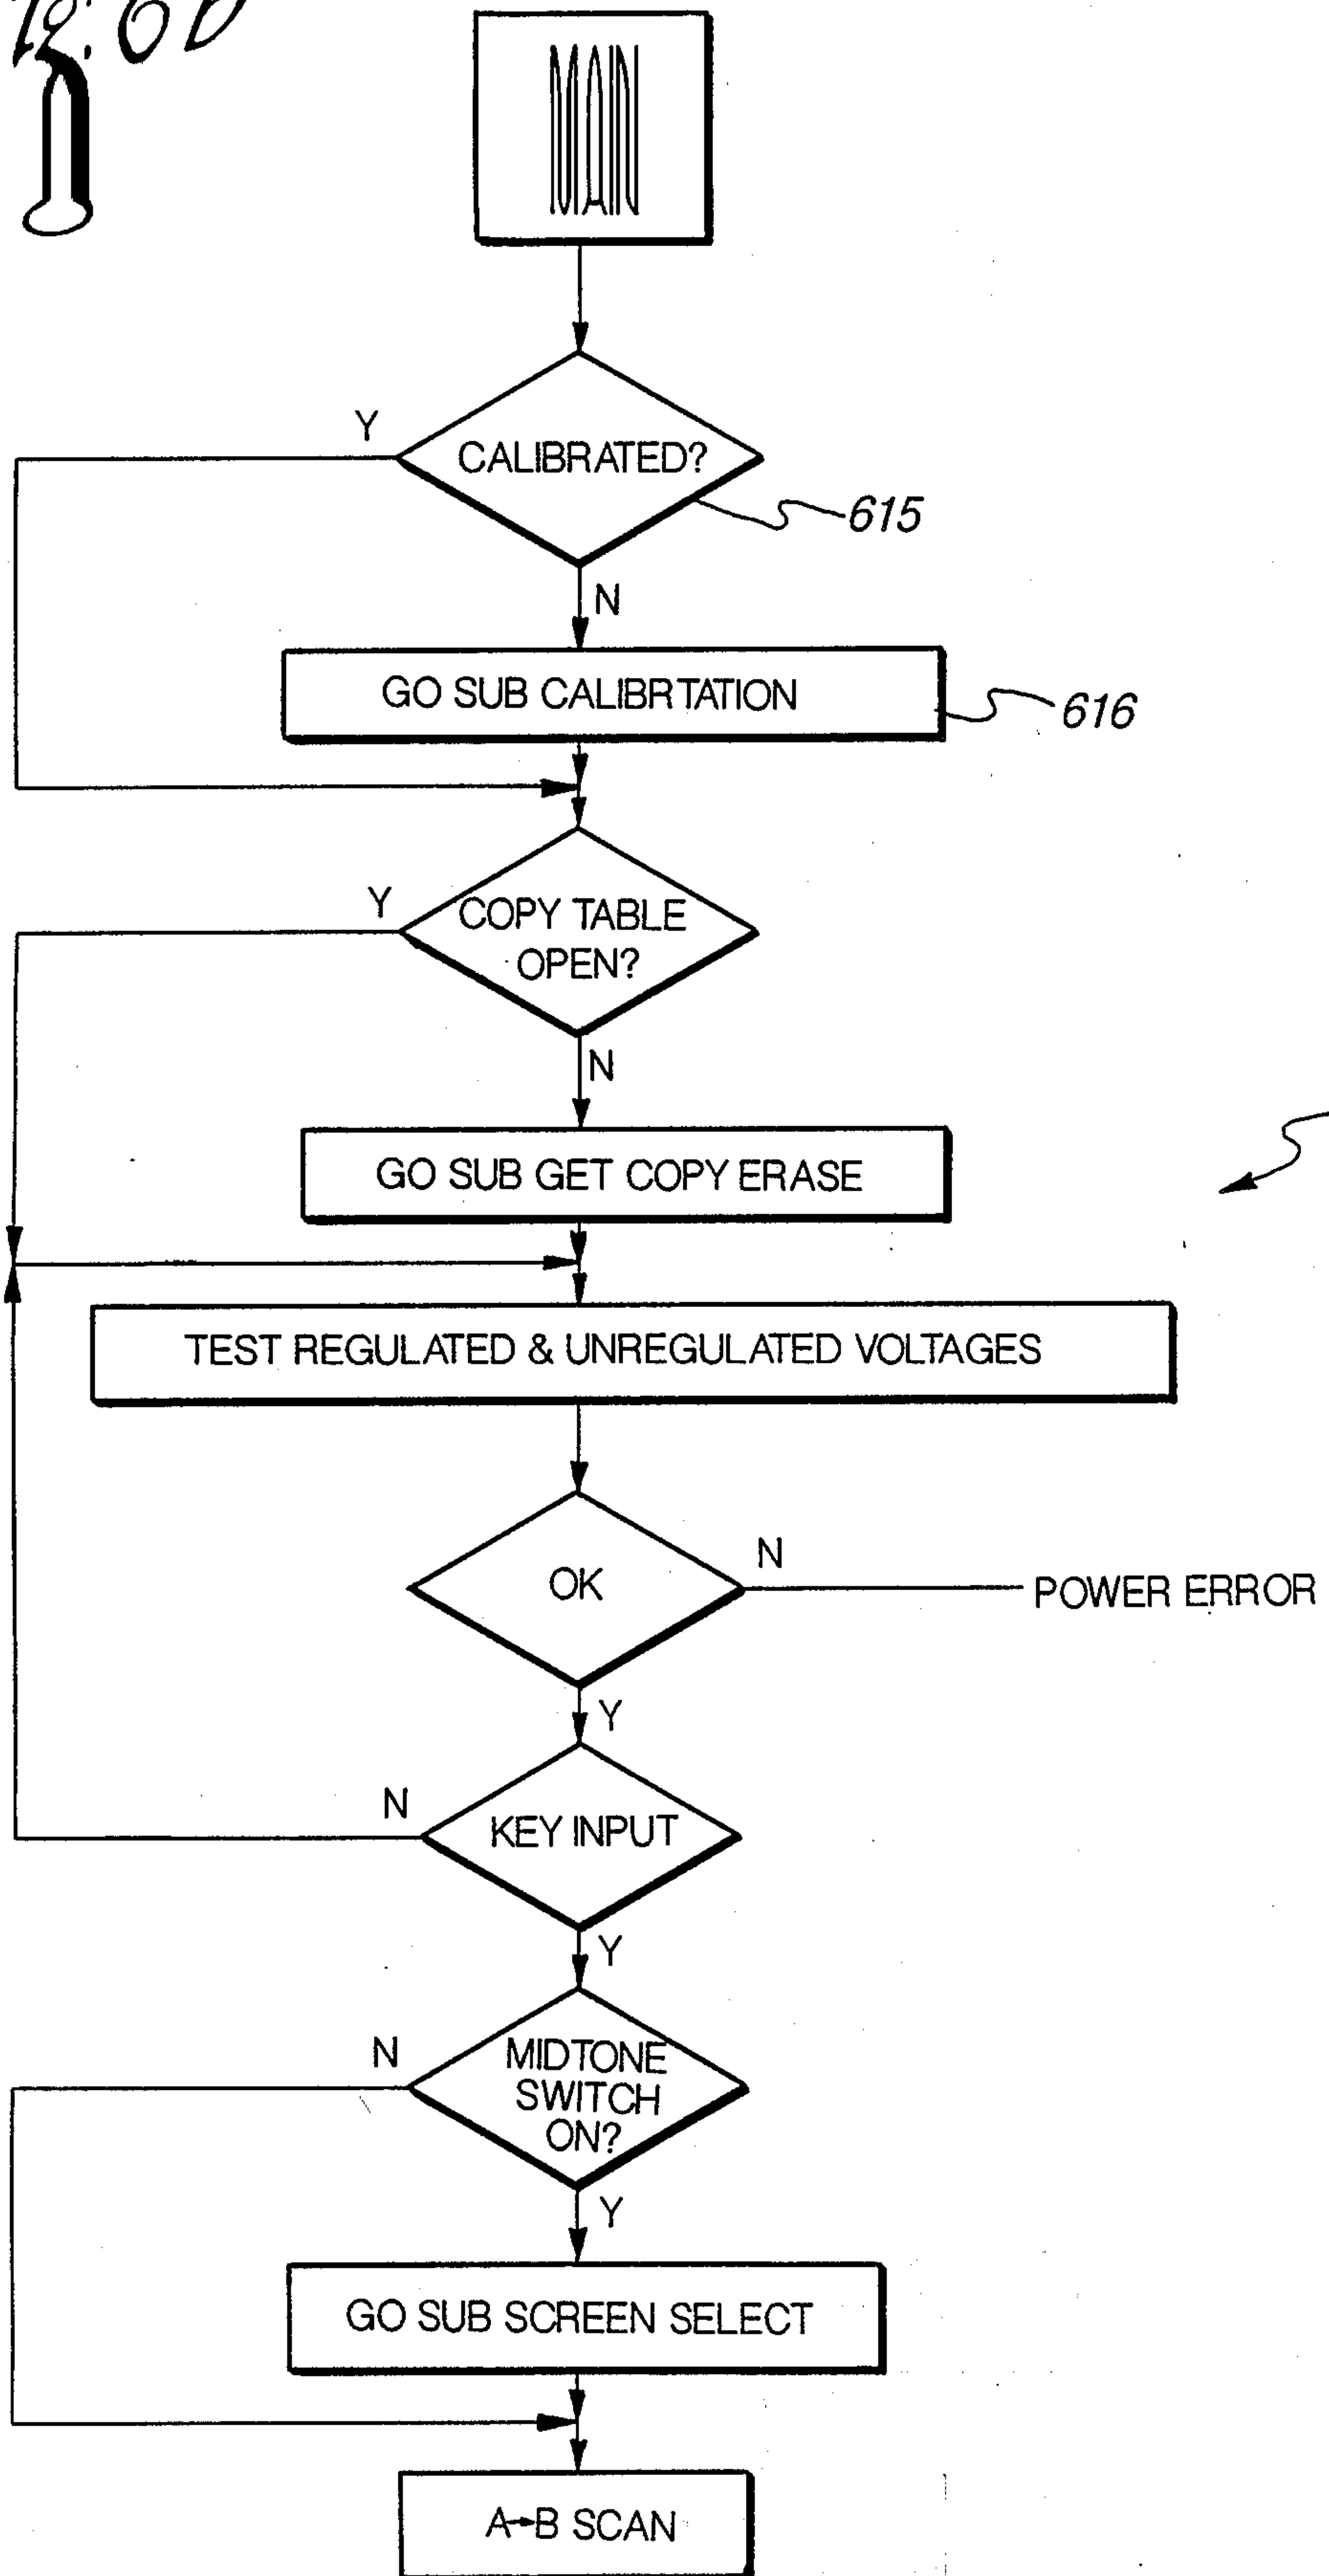 MAIN
Y
CALIBRATED?
615
N
GO SUB CALIBRTATION
616
Y
COPY TABLE
OPEN?
N
GO SUB GET COPY ERASE
TEST REGULATED & UNREGULATED VOLTAGES
OK
N
POWER ERROR
Y
N
KEY INPUT
Y
N
MIDTONE
SWITCH
ON?
Y
GO SUB SCREEN SELECT
A→B SCAN